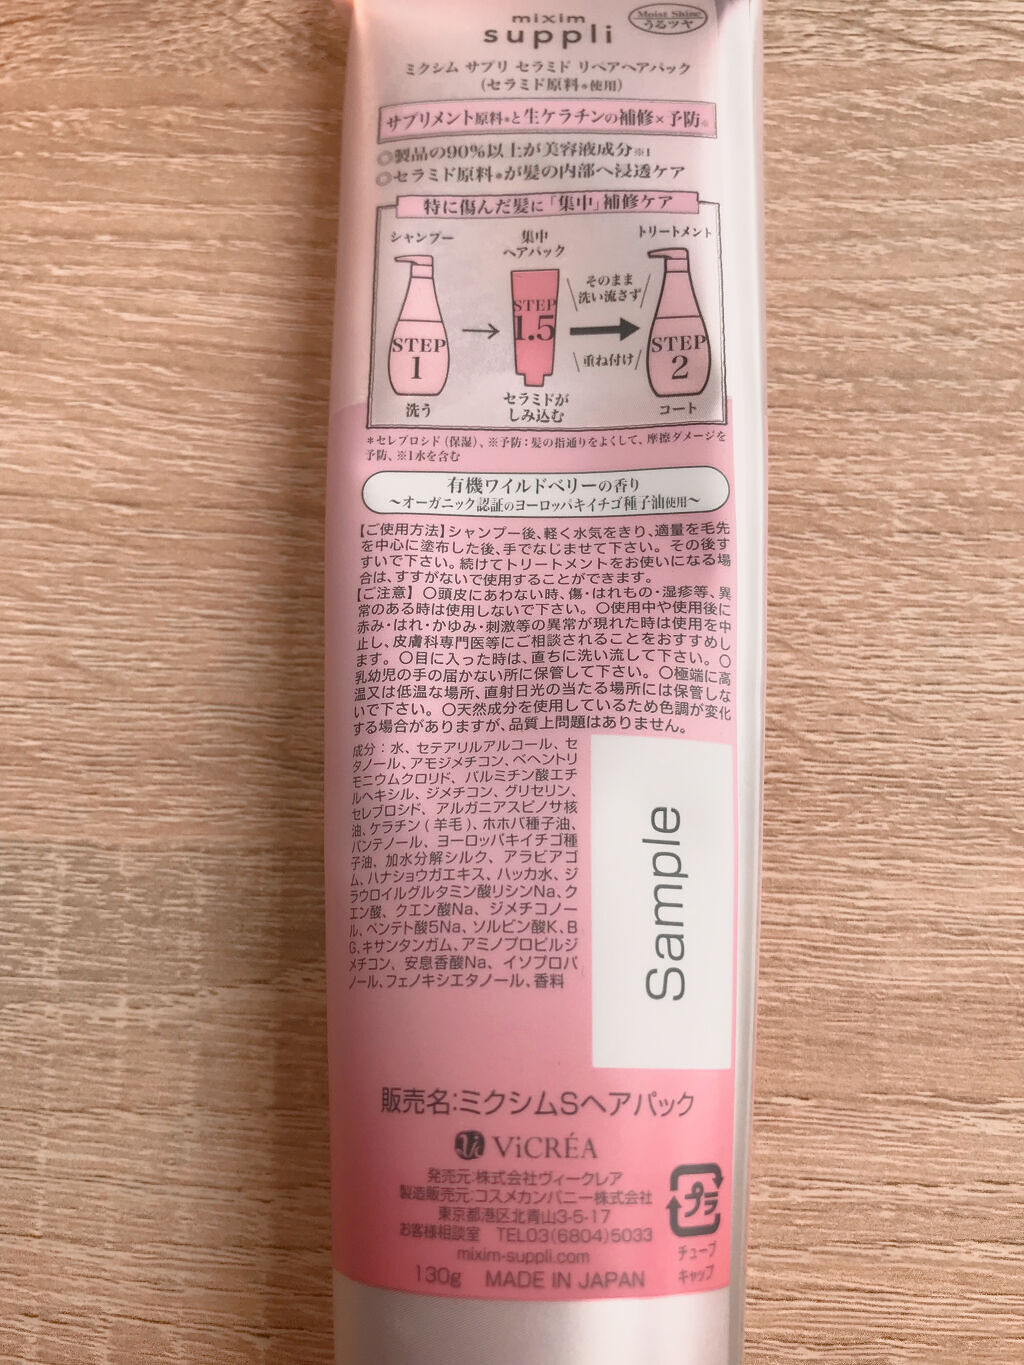 mixim
suppli
Moist Shine
うるツヤ
ミクシム サプリ セラミド リペアヘアパック
(セラミド原料*使用)
サプリメント原料*と生ケラチンの補修×予防※
◎製品の90%以上が美容液成分※1
◎セラミド原料*が髪の内部へ浸透ケア
特に傷んだ髪に「集中」補修ケア
シャンプー
STEP
1
洗う
集中
ヘアパック
STEP
1.5
セラミドが
しみ込む
そのまま
洗い流さず
重ね付け
トリートメント
STEP
2
コート
*セレブロシド(保湿)、※予防:髪の指通りをよくして、摩擦ダメージを
予防、※1水を含む
有機ワイルドベリーの香り
~オーガニック認証のヨーロッパキイチゴ種子油使用~
【ご使用方法】シャンプー後、軽く水気をきり、適量を毛先
を中心に塗布した後、手でなじませて下さい。その後す
すいで下さい。続けてトリートメントをお使いになる場
合は、すすがないで使用することができます。
【ご注意】〇頭皮にあわない時、傷・はれもの・湿疹等、異
常のある時は使用しないで下さい。〇使用中や使用後に
赤み・はれ・かゆみ・刺激等の異常が現れた時は使用を中
止し、皮膚科専門医等にご相談されることをおすすめし
ます。〇目に入った時は、直ちに洗い流して下さい。〇
乳幼児の手の届かない所に保管して下さい。〇極端に高
温又は低温な場所、直射日光の当たる場所には保管しな
いで下さい。〇天然成分を使用しているため色調が変化
する場合がありますが、品質上問題はありません。
成分:水、セテアリルアルコール、セ
タノール、アモジメチコン、ベヘントリ
モニウムクロリド、パルミチン酸エチ
ルヘキシル、ジメチコン、グリセリン、
セレブロシド、アルガニアスピノサ核
油、ケラチン(羊毛)、ホホバ種子油、
パンテノール、ヨーロッパキイチゴ種
子油、加水分解シルク、アラビアゴ
ム、ハナショウガエキス、ハッカ水、ジ
ラウロイルグルタミン酸リシンNa、ク
エン酸、クエン酸Na、ジメチコノー
ル、ペンテト酸5Na、ソルビン酸K、B
G、キサンタンガム、アミノプロピルジ
メチコン、安息香酸Na、イソプロパ
ノール、フェノキシエタノール、香料
Sample
販売名:ミクシムSヘアパック
ViCRÉA
発売元:株式会社ヴィークレア
製造販売元:コスメカンパニー株式会社
東京都港区北青山3-5-17
お客様相談室 TEL03(6804)5033
mixim-suppli.com
130g MADE IN JAPAN
プラ
チューブ
キャップ